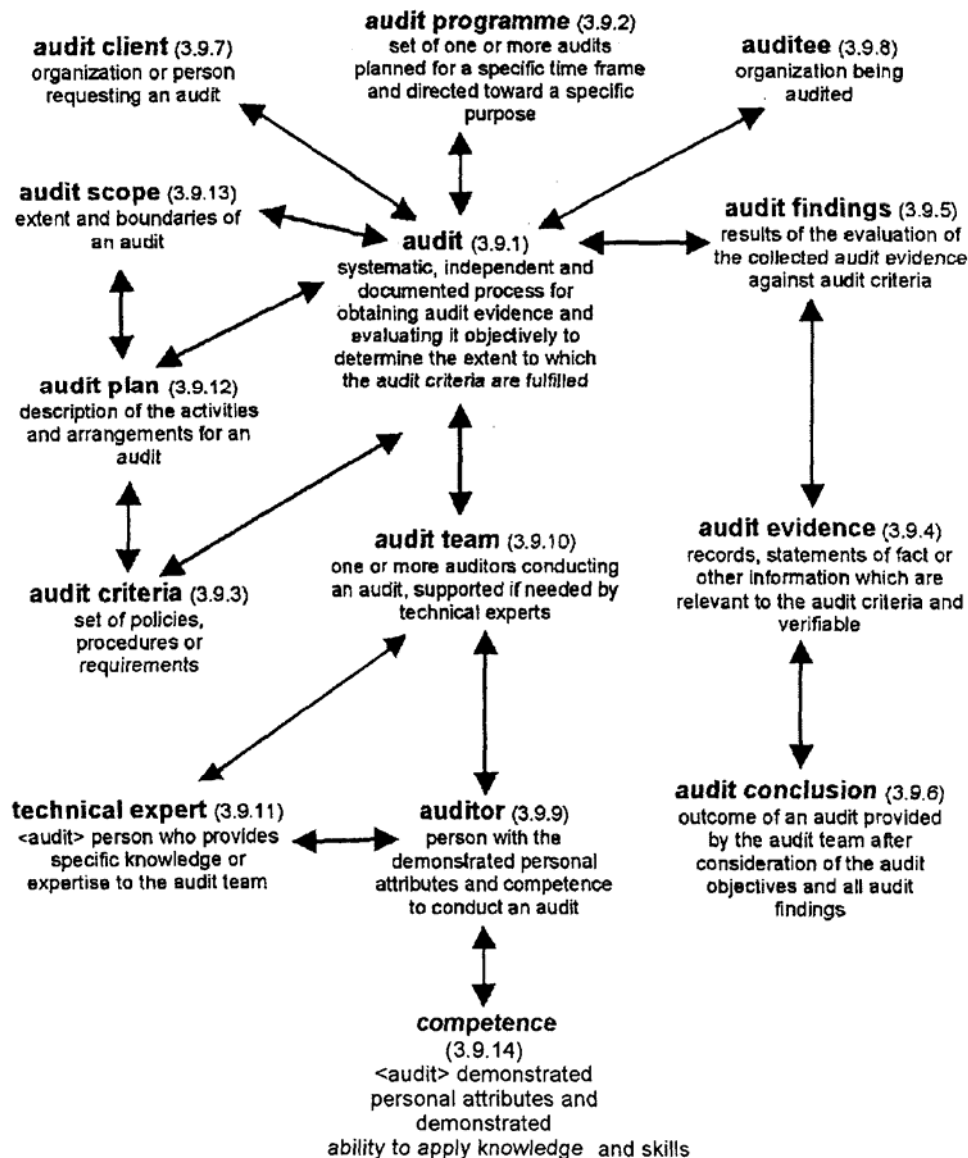 audit programme (3.9.2)
set of one or more audits
planned for a specific time frame
and directed toward a specific
purpose
audit client (3.9.7)
organization or person
requesting an audit
auditee (3.9.8)
organization being
audited
audit scope (3.9.13)
extent and boundaries of
an audit
audit (3.9.1)
systematic, independent and
documented process for
obtaining audit evidence and
evaluating it objectively to
determine the extent to which
the audit criteria are fulfilled
audit findings (3.9.5)
results of the evaluation of
the collected audit evidence
against audit criteria
audit plan (3.9.12)
description of the activities
and arrangements for an
audit
audit team (3.9.10)
one or more auditors conducting
an audit, supported if needed by
technical experts
audit evidence (3.9.4)
records, statements of fact or
other information which are
relevant to the audit criteria and
verifiable
audit criteria (3.9.3)
set of policies,
procedures or
requirements
technical expert (3.9.11)
<audit> person who provides
specific knowledge or
expertise to the audit team
auditor (3.9.9)
person with the
demonstrated personal
attributes and competence
to conduct an audit
audit conclusion (3.9.6)
outcome of an audit provided
by the audit team after
consideration of the audit
objectives and all audit
findings
competence
(3.9.14)
<audit> demonstrated
personal attributes and
demonstrated
ability to apply knowledge and skills